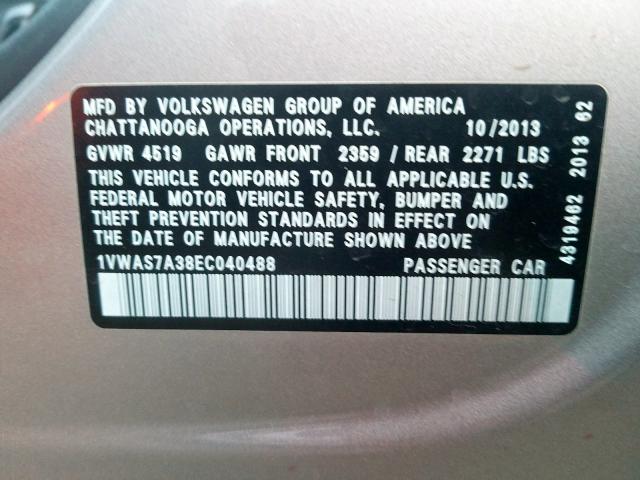 MFD BY VOLKSWAGEN GROUP OF AMERICA
CHATTANOOGA OPERATIONS, LLC. 10/2013
GVWR 4519 GAWR FRONT 2359 / REAR 2271 LBS
THIS VEHICLE CONFORMS TO ALL APPLICABLE U.S.
FEDERAL MOTOR VEHICLE SAFETY, BUMPER AND
THEFT PREVENTION STANDARDS IN EFFECT ON
THE DATE OF MANUFACTURE SHOWN ABOVE
1VWAS7A38EC040488 PASSENGER CAR
4319462 2013 62